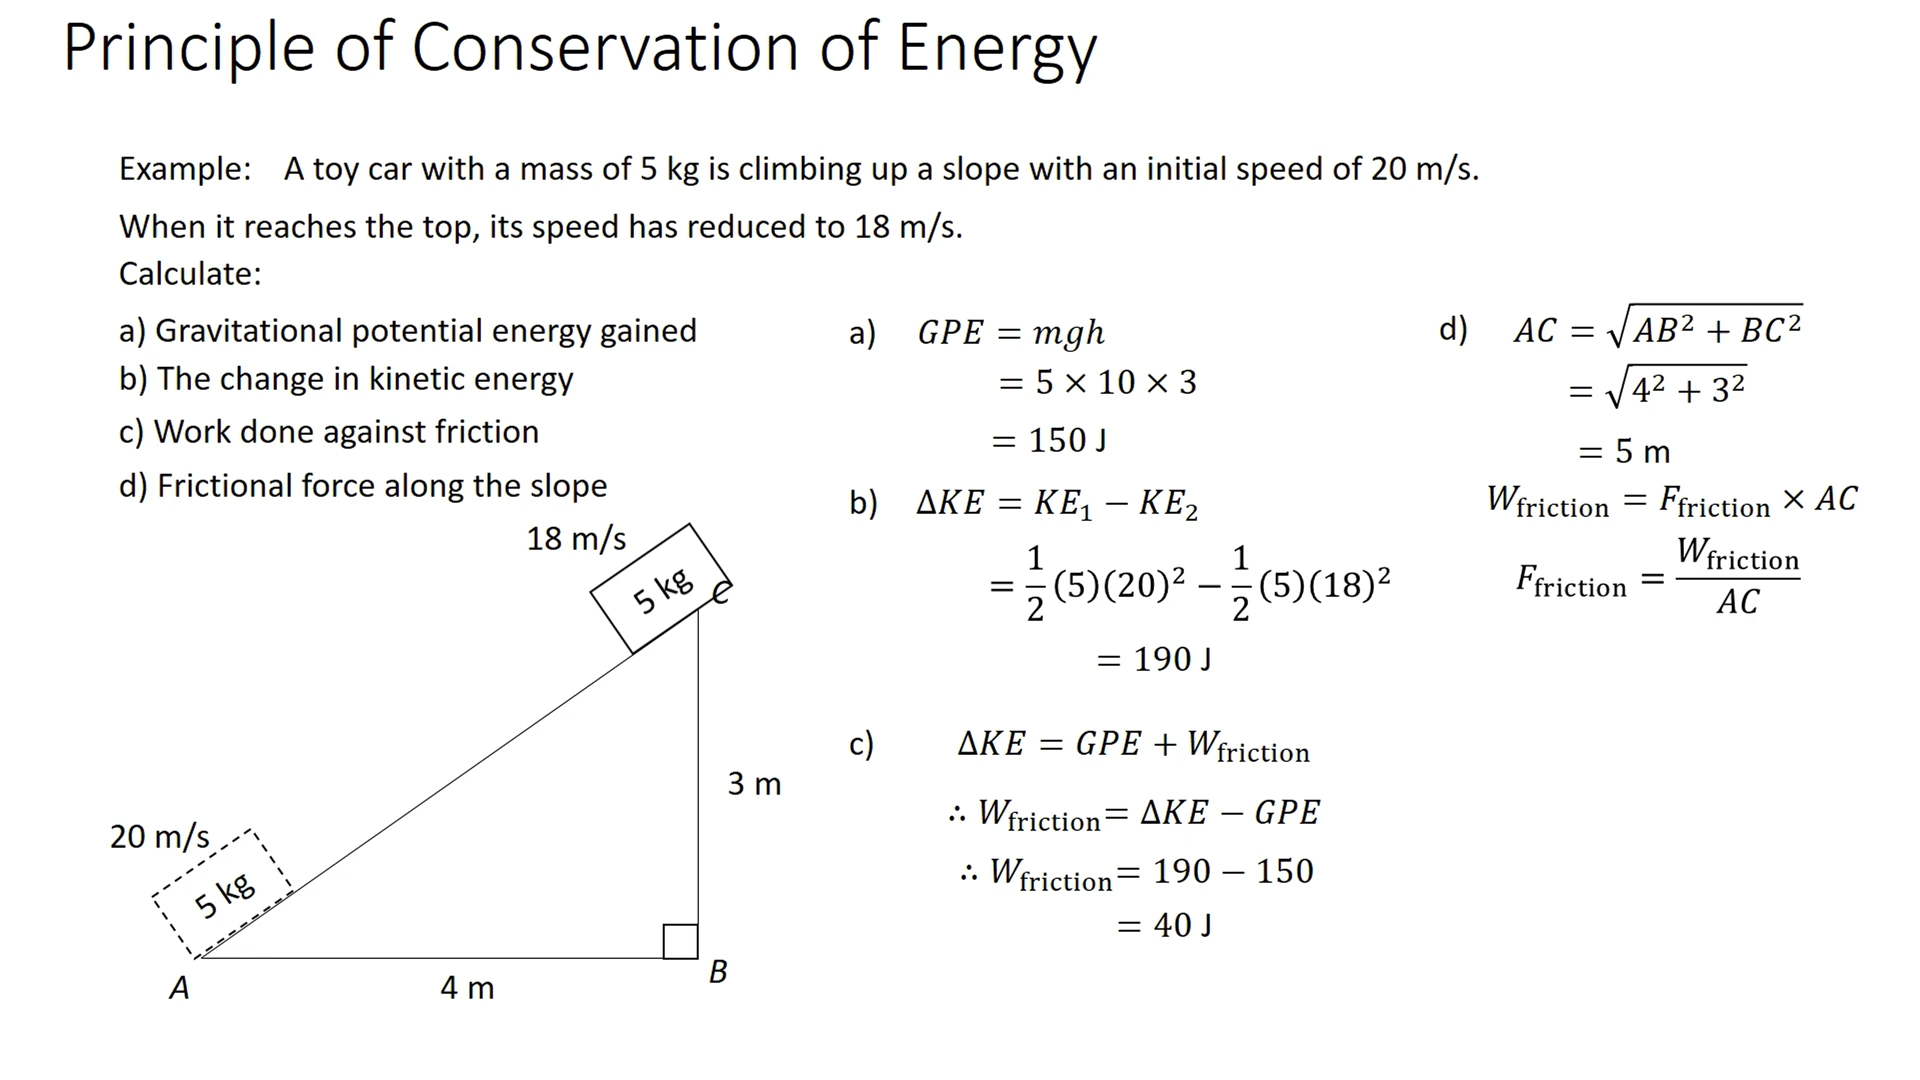 Principle of Conservation of Energy
Example: A toy car with a mass of 5 kg is climbing up a slope with an initial speed of 20 m/s.
When it reaches the top, its speed has reduced to 18 m/s.
Calculate:
a) Gravitational potential energy gained
b) The change in kinetic energy
c) Work done against friction
d) Frictional force along the slope
18 m/s
5 kg
C
3 m
20 m/s
5 kg
A
4 m
B
a) GPE = mgh
= 5 × 10 × 3
= 150 J
b) ΔKE = KE₁ − KE₂
= 1/2 (5)(20)² − 1/2 (5)(18)²
= 190 J
c) ΔKE = GPE + Wfriction
∴ Wfriction = ΔKE − GPE
∴ Wfriction = 190 − 150
= 40 J
d) AC = √(AB² + BC²)
= √(4² + 3²)
= 5 m
Wfriction = Ffriction × AC
Ffriction = Wfriction / AC